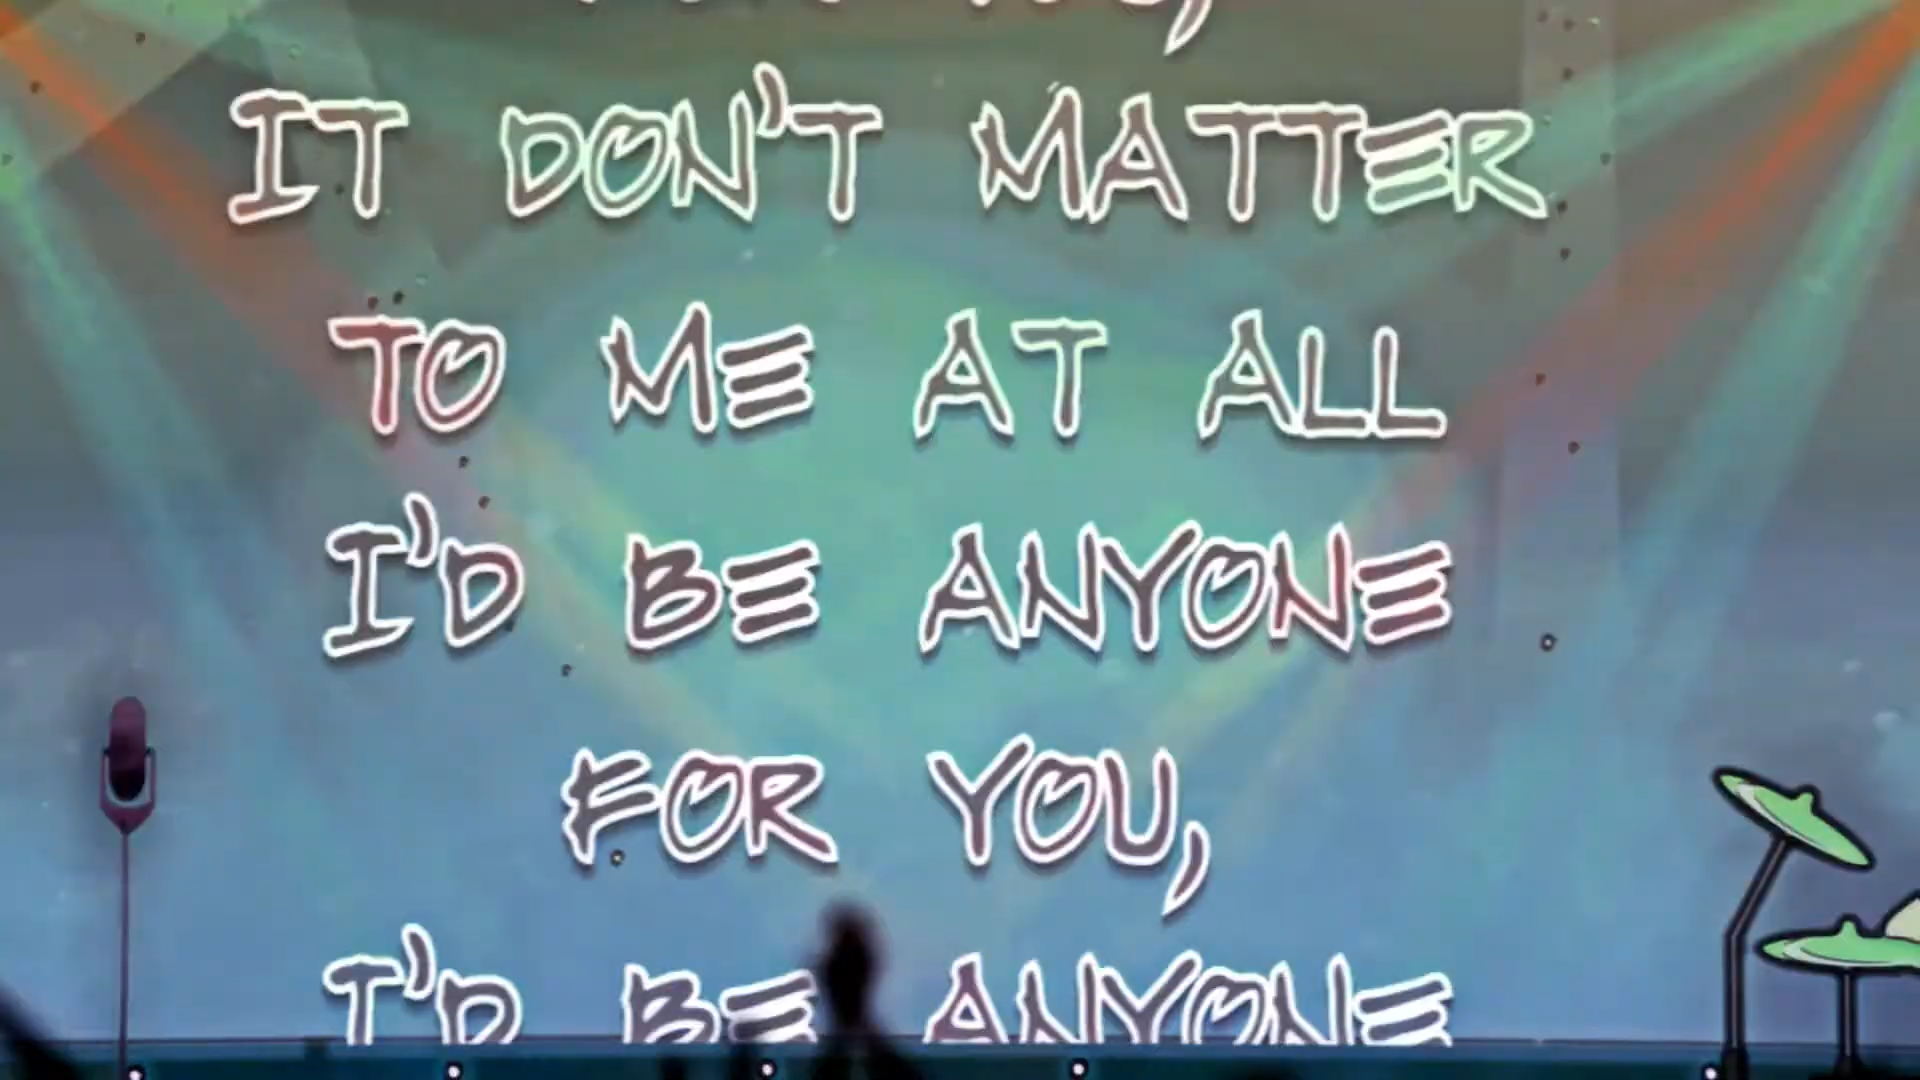 IT DON'T MATTER
TO ME AT ALL
I'D BE ANYONE
FOR YOU,
I'D BE ANYONE